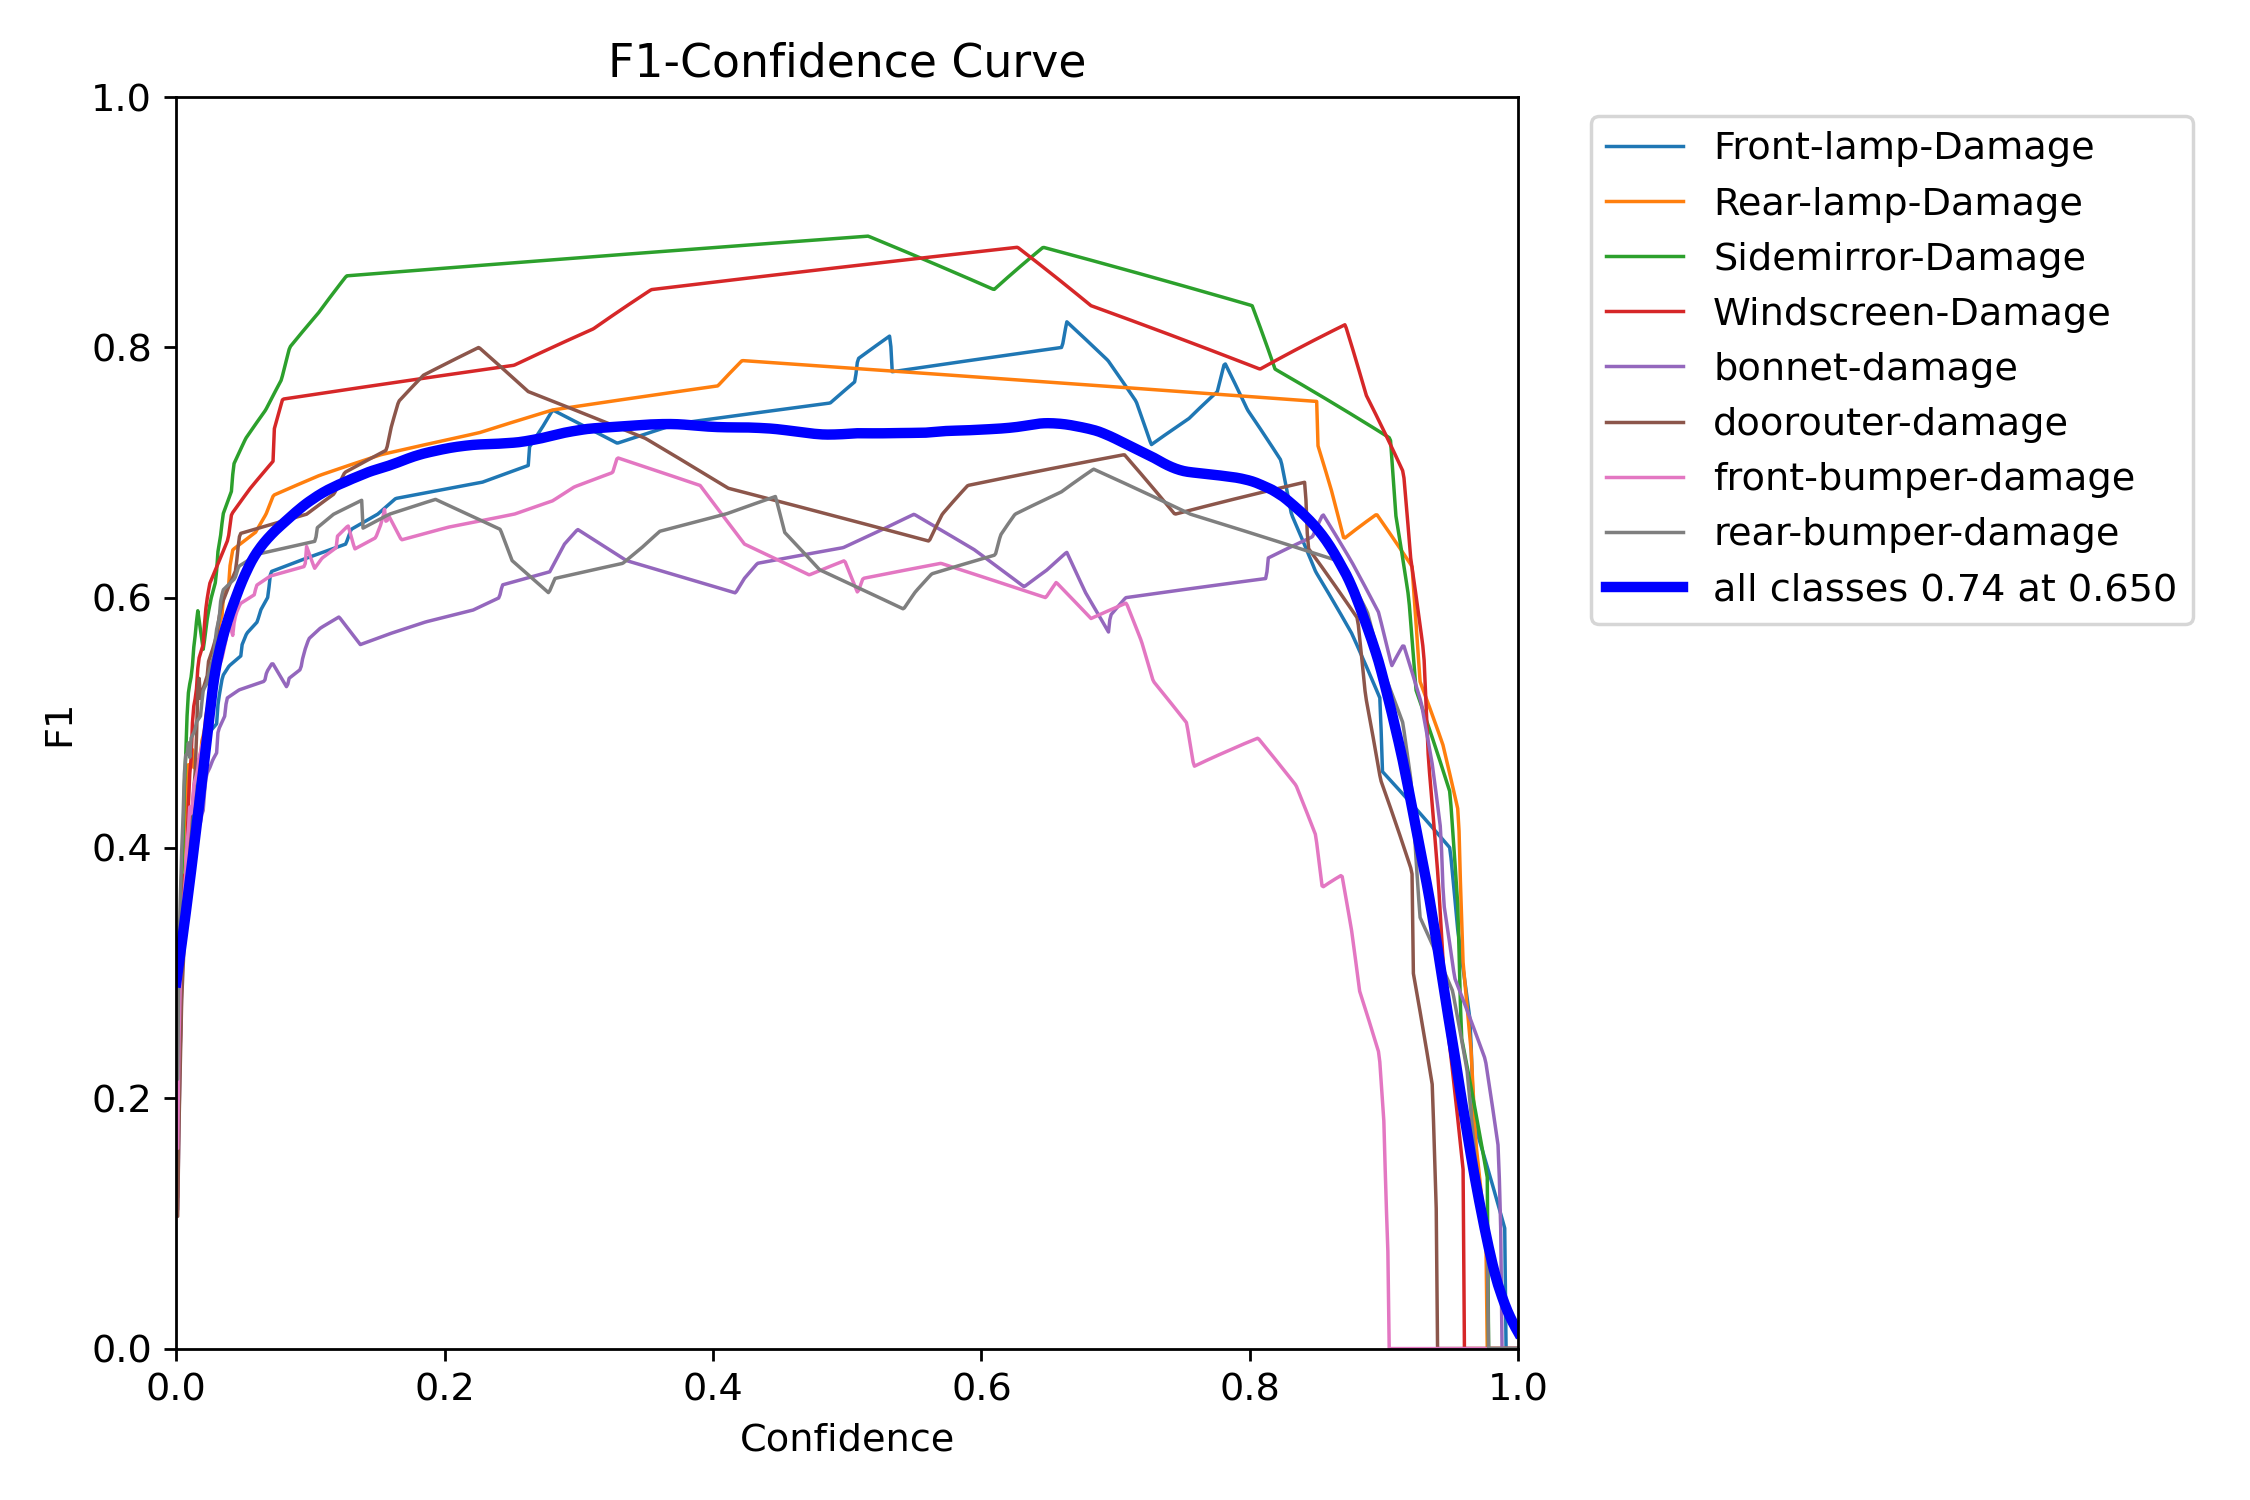 F1-Confidence Curve
1.0
0.8
0.6
0.4
0.2
0.0
F1
0.0 0.2 0.4 0.6 0.8 1.0
Confidence
Front-lamp-Damage
Rear-lamp-Damage
Sidemirror-Damage
Windscreen-Damage
bonnet-damage
doorouter-damage
front-bumper-damage
rear-bumper-damage
all classes 0.74 at 0.650